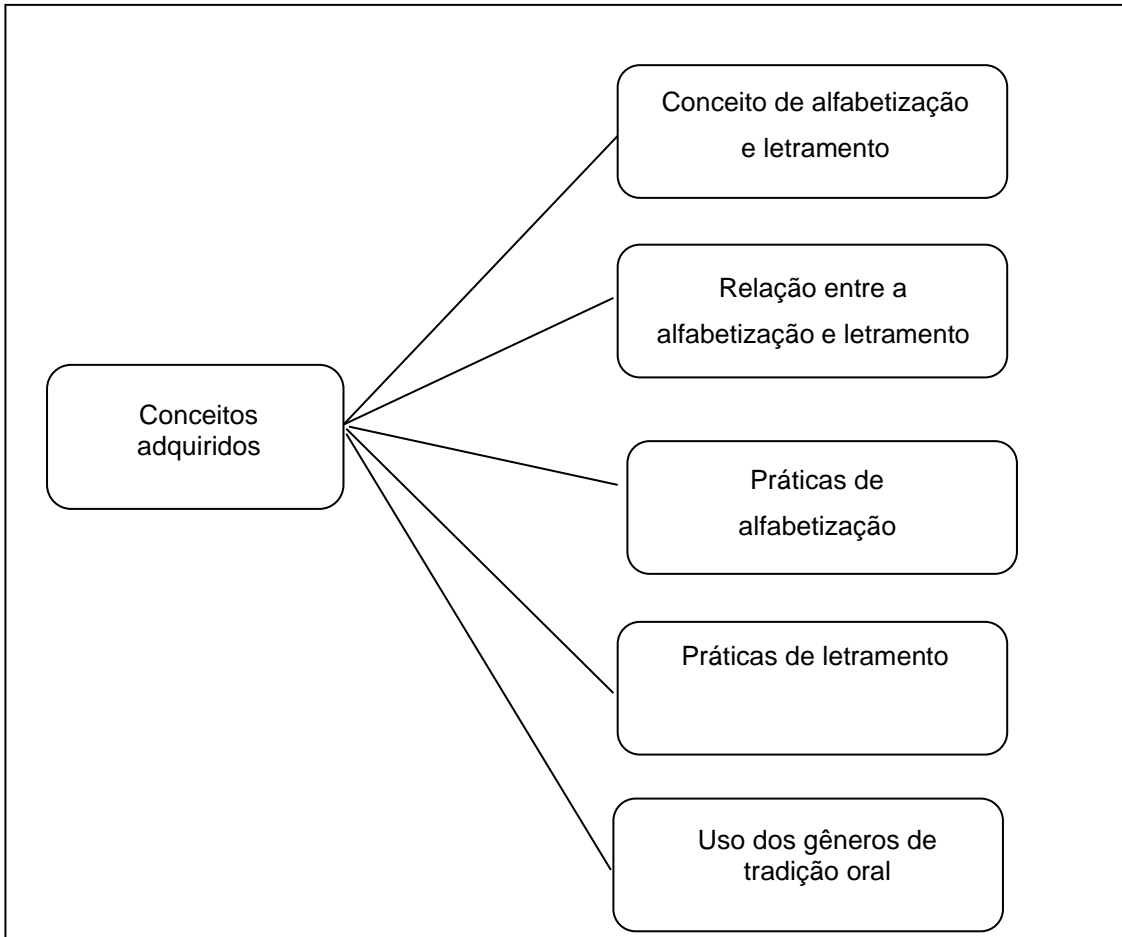 Conceito de alfabetização
e letramento
Relação entre a
alfabetização e letramento
Conceitos
adquiridos
Práticas de
alfabetização
Práticas de letramento
Uso dos gêneros de
tradição oral